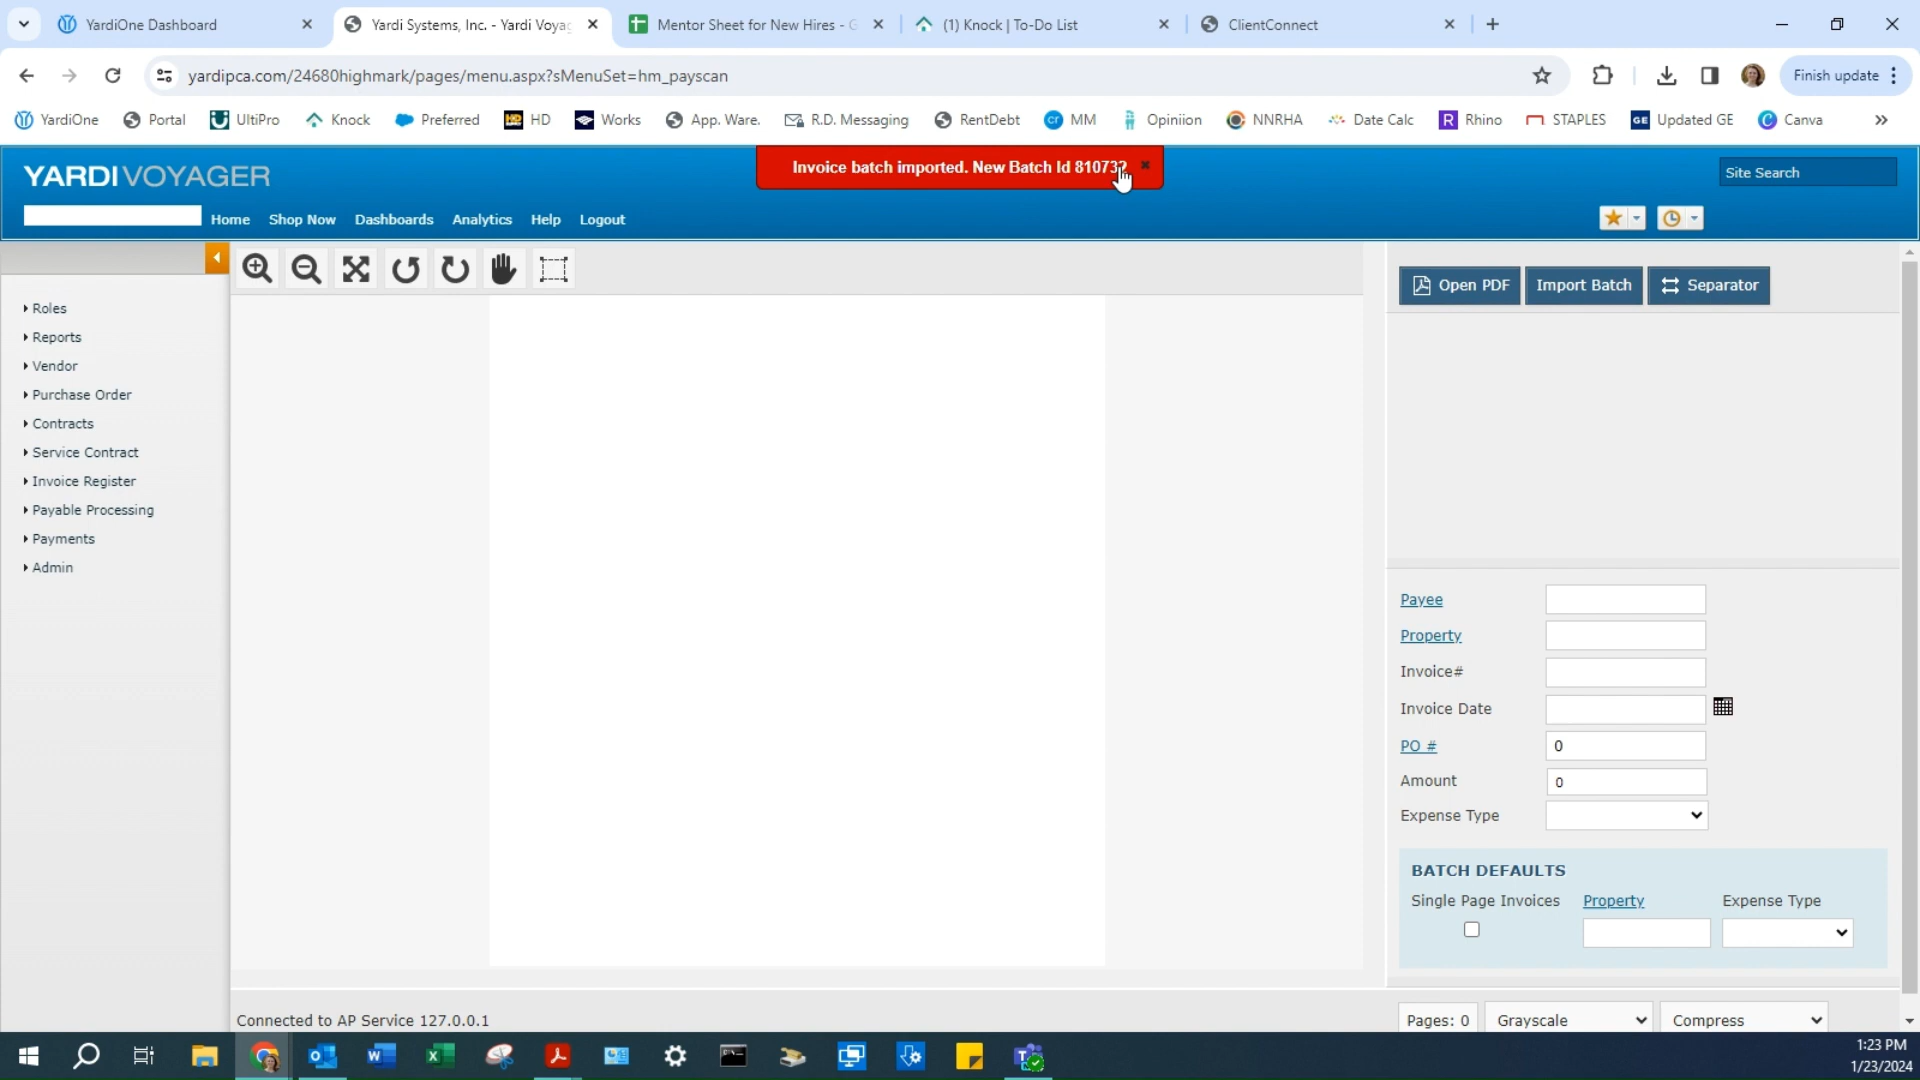 YardiOne Dashboard
Yardi Systems, Inc. - Yardi Voyag
Mentor Sheet for New Hires - G
(1) Knock | To-Do List
ClientConnect
yardipca.com/24680highmark/pages/menu.aspx?sMenuSet=hm_payscan
Finish update
YardiOne
Portal
UltiPro
Knock
Preferred
HD
Works
App. Ware.
R.D. Messaging
RentDebt
MM
Opiniion
NNRHA
Date Calc
Rhino
STAPLES
Updated GE
Canva
YARDI VOYAGER
Invoice batch imported. New Batch Id
Site Search
Home
Shop Now
Dashboards
Analytics
Help
Logout
Open PDF
Import Batch
Separator
Roles
Reports
Vendor
Purchase Order
Contracts
Service Contract
Invoice Register
Payable Processing
Payments
Admin
Payee
Property
Invoice#
Invoice Date
PO # 0
Amount 0
Expense Type
BATCH DEFAULTS
Single Page Invoices
Property
Expense Type
Connected to AP Service 127.0.0.1
Pages: 0
Grayscale
Compress
1:23 PM
1/23/2024